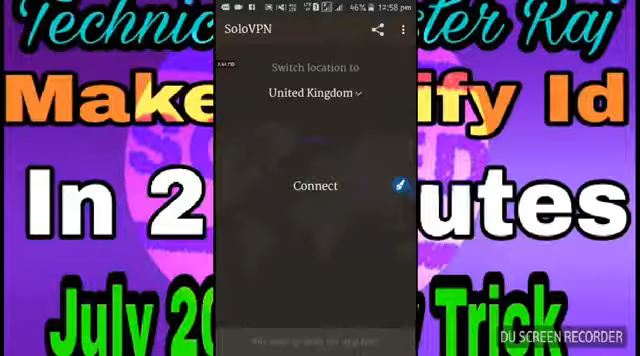 46% 12:58 pm
SoloVPN
Switch location to
United Kingdom
Connect
Technic ster Raj
Make ify Id
In 2 utes
July 20 Trick
DU SCREEN RECORDER